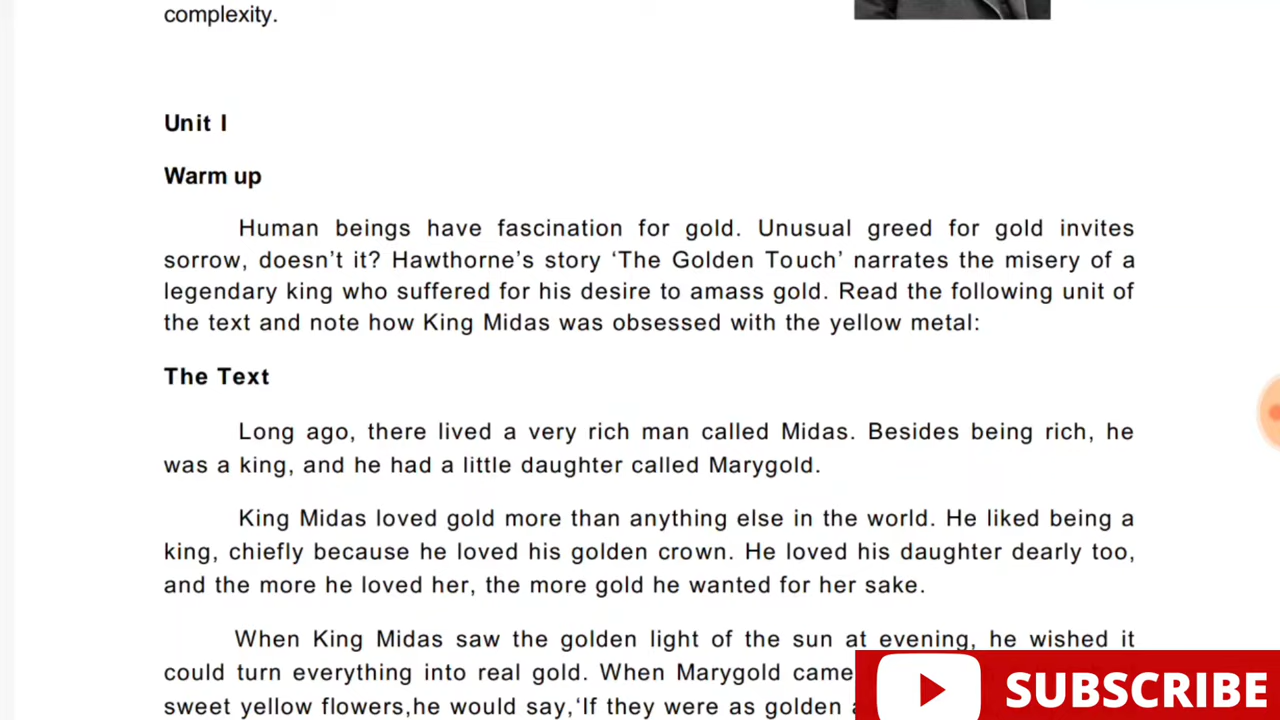 complexity.
Unit I
Warm up
Human beings have fascination for gold. Unusual greed for gold invites
sorrow, doesn't it? Hawthorne's story ‘The Golden Touch’ narrates the misery of a
legendary king who suffered for his desire to amass gold. Read the following unit of
the text and note how King Midas was obsessed with the yellow metal:
The Text
Long ago, there lived a very rich man called Midas. Besides being rich, he
was a king, and he had a little daughter called Marygold.
King Midas loved gold more than anything else in the world. He liked being a
king, chiefly because he loved his golden crown. He loved his daughter dearly too,
and the more he loved her, the more gold he wanted for her sake.
When King Midas saw the golden light of the sun at evening, he wished it
could turn everything into real gold. When Marygold came
sweet yellow flowers,he would say,‘If they were as golden
SUBSCRIBE